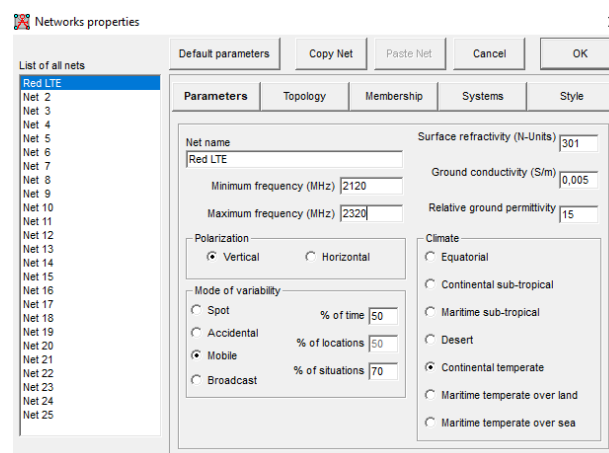 Networks properties
Default parameters
Copy Net
Paste Net
Cancel
OK
List of all nets
Red LTE
Net 2
Net 3
Net 4
Net 5
Net 6
Net 7
Net 8
Net 9
Net 10
Net 11
Net 12
Net 13
Net 14
Net 15
Net 16
Net 17
Net 18
Net 19
Net 20
Net 21
Net 22
Net 23
Net 24
Net 25
Parameters
Topology
Membership
Systems
Style
Net name
Red LTE
Minimum frequency (MHz) 2120
Maximum frequency (MHz) 2320
Polarization
Vertical
Horizontal
Mode of variability
Spot
Accidental
Mobile
Broadcast
% of time 50
% of locations 50
% of situations 70
Surface refractivity (N-Units) 301
Ground conductivity (S/m) 0,005
Relative ground permittivity 15
Climate
Equatorial
Continental sub-tropical
Maritime sub-tropical
Desert
Continental temperate
Maritime temperate over land
Maritime temperate over sea